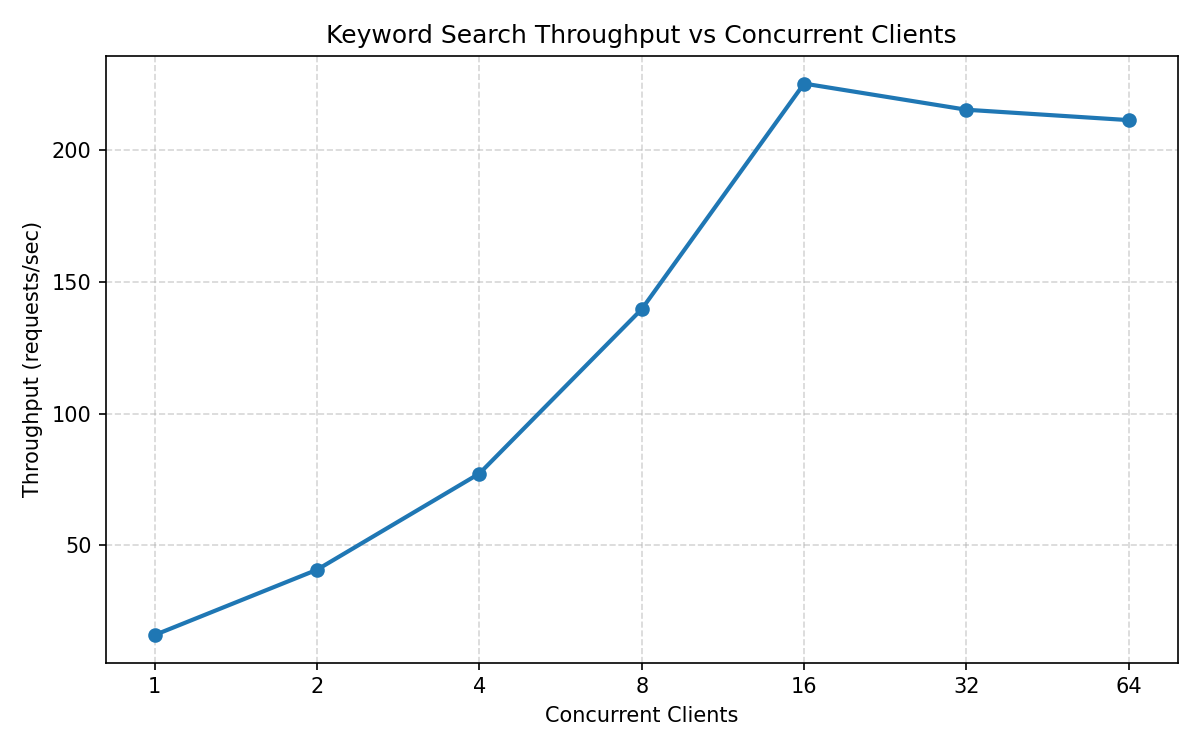 Keyword Search Throughput vs Concurrent Clients
Throughput (requests/sec)
200
150
100
50
1 2 4 8 16 32 64
Concurrent Clients